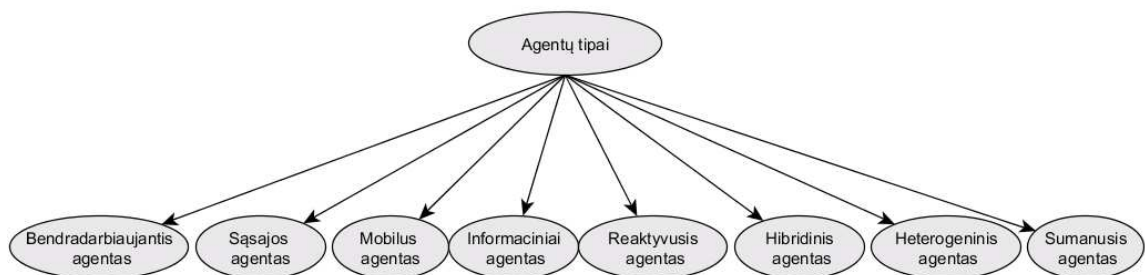 Agentų tipai
Bendradarbiaujantis
agentas
Sąsajos
agentas
Mobilus
agentas
Informaciniai
agentas
Reaktyvusis
agentas
Hibridinis
agentas
Heterogeninis
agentas
Sumanusis
agentas